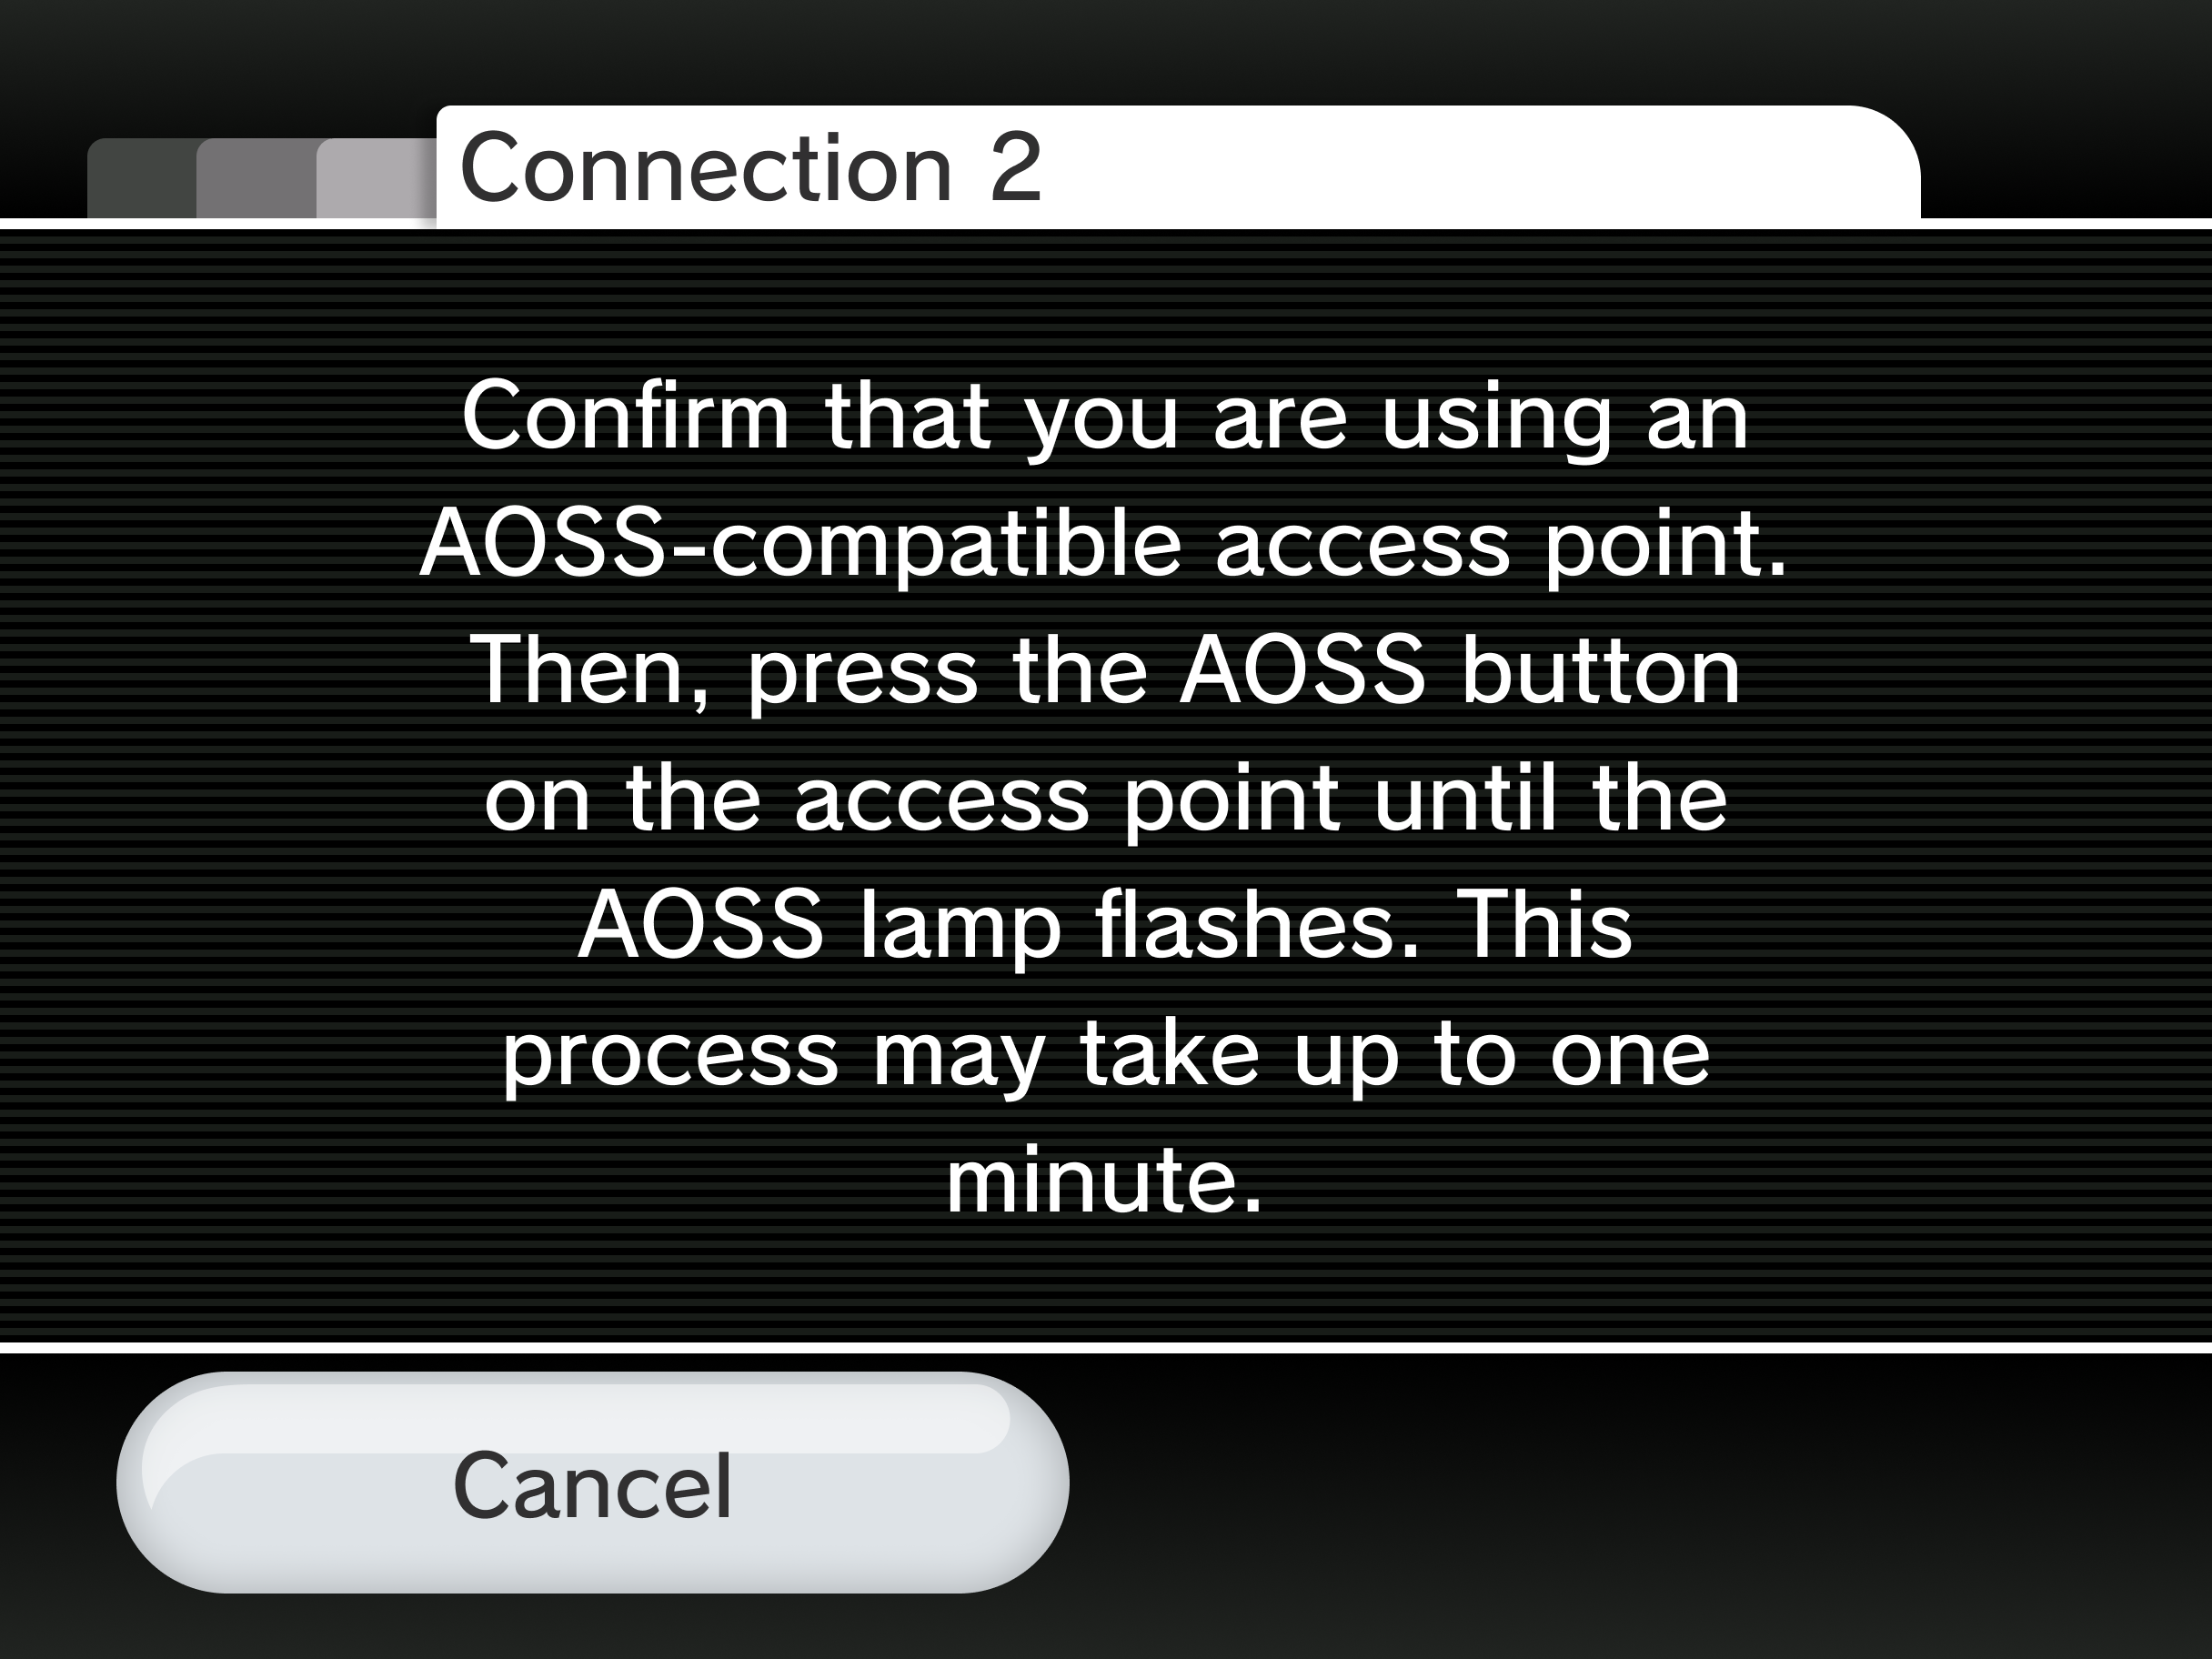 Connection 2
Confirm that you are using an
AOSS-compatible access point.
Then, press the AOSS button
on the access point until the
AOSS lamp flashes. This
process may take up to one
minute.
Cancel